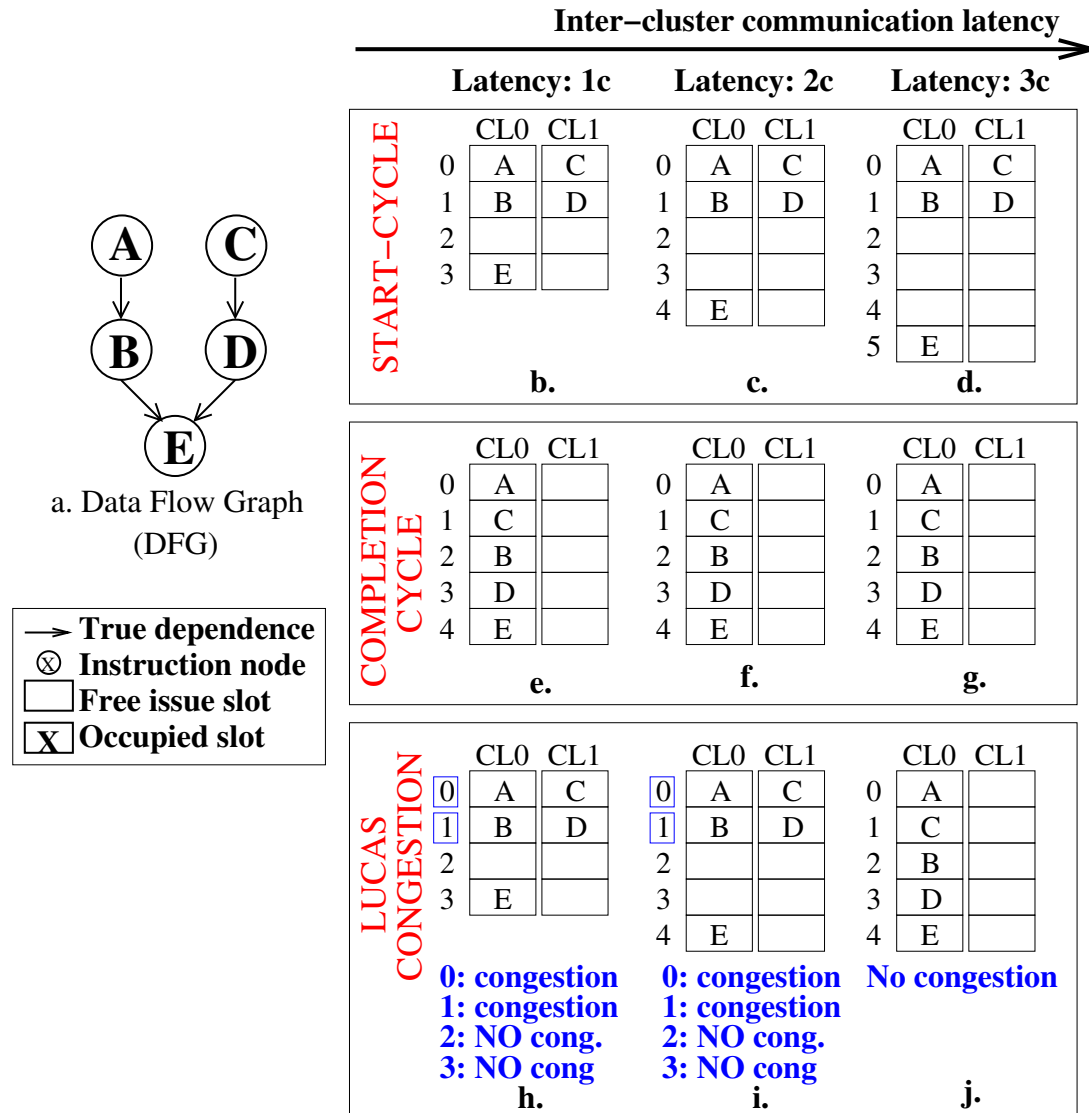 Inter−cluster communication latency
Latency: 1c Latency: 2c Latency: 3c
START−CYCLE
CL0 CL1
0 A C
1 B D
2
3 E
b.
CL0 CL1
0 A C
1 B D
2
3
4 E
c.
CL0 CL1
0 A C
1 B D
2
3
4
5 E
d.
A C
B D
E
a. Data Flow Graph
(DFG)
True dependence
X Instruction node
Free issue slot
X Occupied slot
COMPLETION
CYCLE
CL0 CL1
0 A
1 C
2 B
3 D
4 E
e.
CL0 CL1
0 A
1 C
2 B
3 D
4 E
f.
CL0 CL1
0 A
1 C
2 B
3 D
4 E
g.
LUCAS
CONGESTION
CL0 CL1
0 A C
1 B D
2
3 E
0: congestion
1: congestion
2: NO cong.
3: NO cong
h.
CL0 CL1
0 A C
1 B D
2
3
4 E
0: congestion
1: congestion
2: NO cong.
3: NO cong
i.
CL0 CL1
0 A
1 C
2 B
3 D
4 E
No congestion
j.